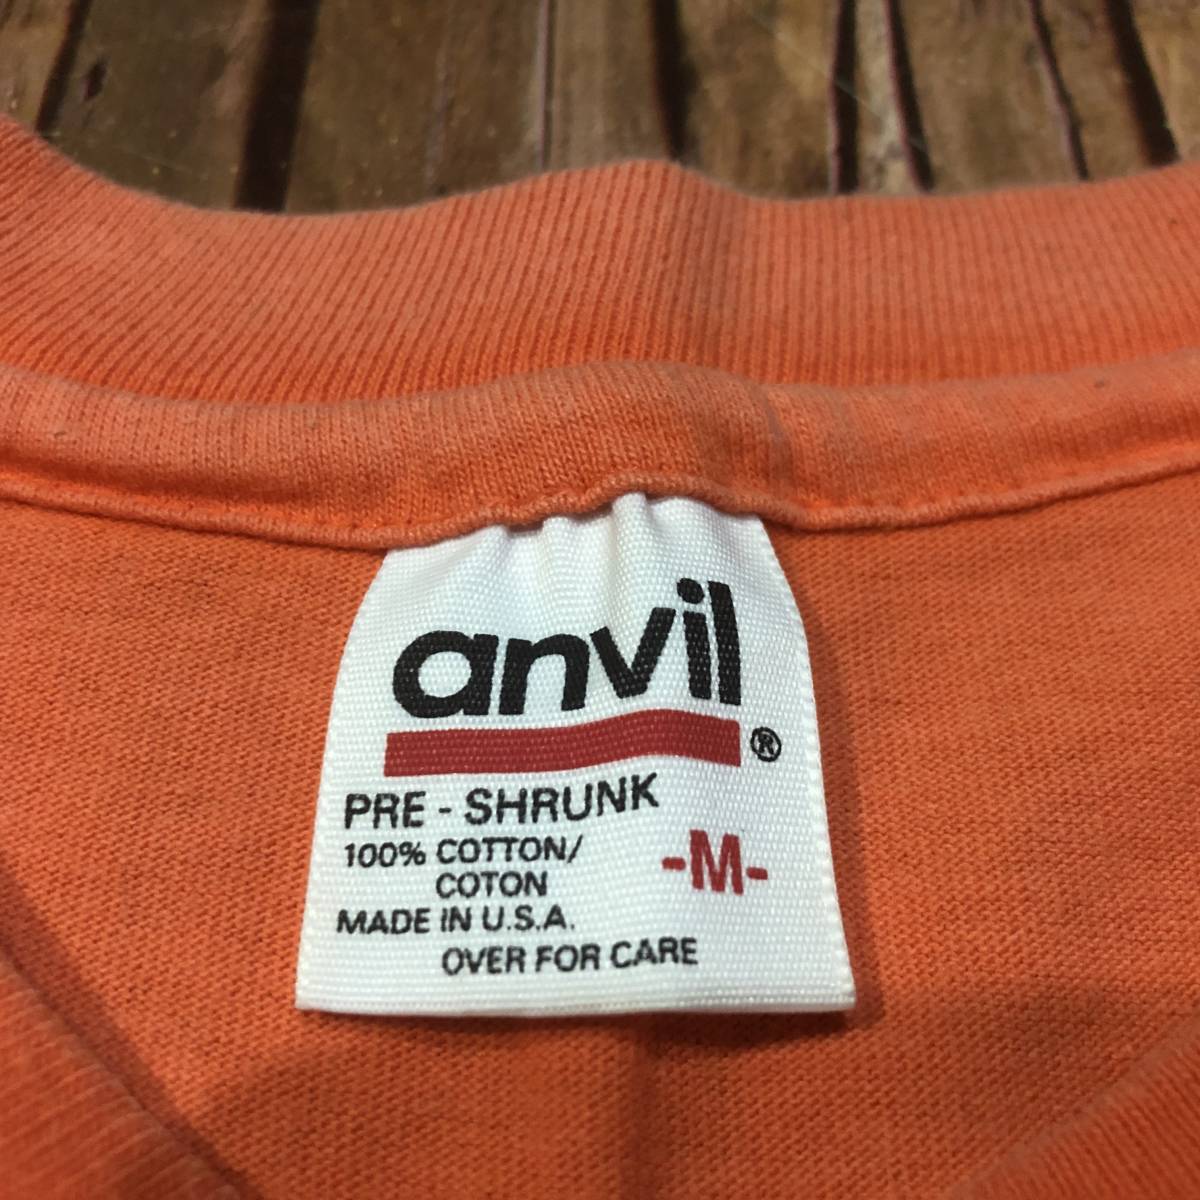 anvil
®
PRE - SHRUNK
100% COTTON/
COTON
-M-
MADE IN U.S.A.
OVER FOR CARE